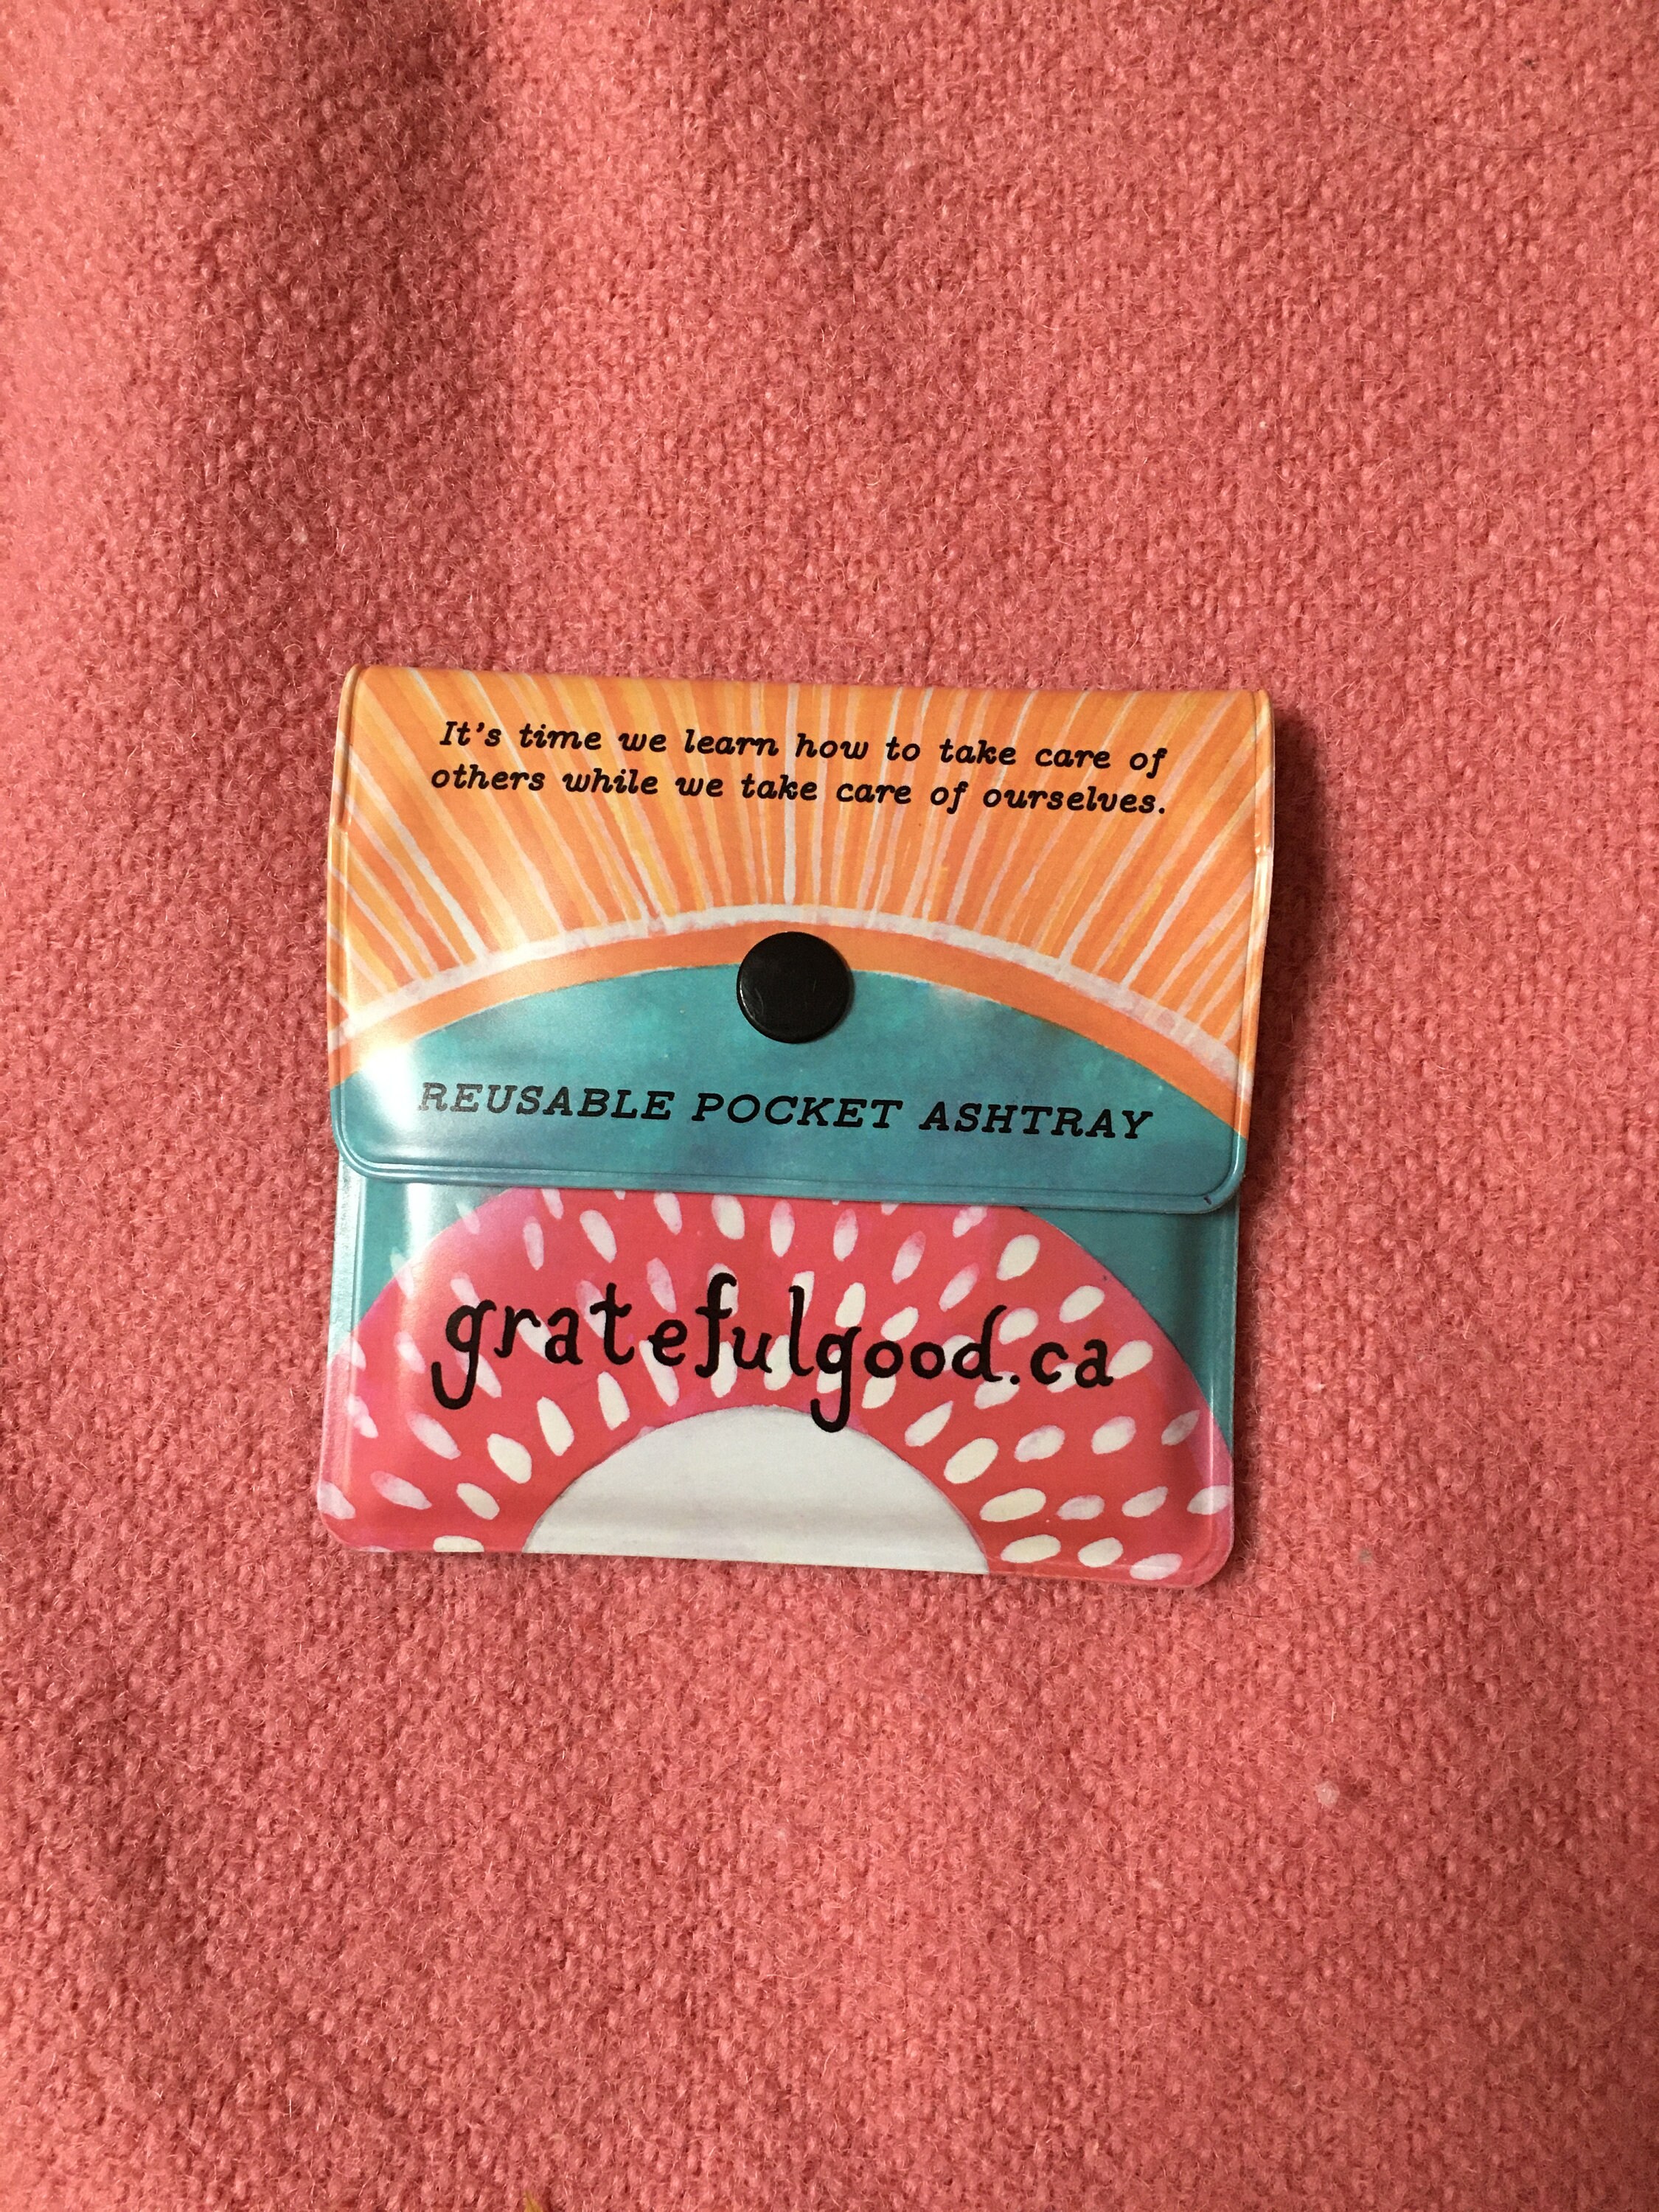 It's time we learn how to take care of
others while we take care of ourselves.
REUSABLE POCKET ASHTRAY
gratefulgood.ca